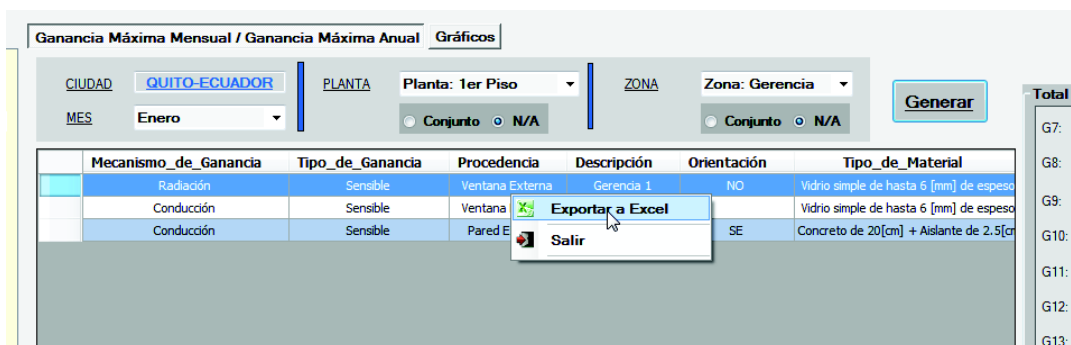 Ganancia Máxima Mensual / Ganancia Máxima Anual Gráficos
CIUDAD QUITO-ECUADOR PLANTA Planta: 1er Piso ZONA Zona: Gerencia
Generar
MES Enero Conjunto N/A Conjunto N/A
Total
G7:
Mecanismo_de_Ganancia Tipo_de_Ganancia Procedencia Descripción Orientación Tipo_de_Material
G8:
Radiación Sensible Ventana Externa Gerencia 1 NO Vidrio simple de hasta 6 [mm] de espeso
Conducción Sensible Ventana Vidrio simple de hasta 6 [mm] de espeso
G9:
Conducción Sensible Pared E SE Concreto de 20[cm] + Aislante de 2.5[cm
G10:
Exportar a Excel
Salir
G11:
G12:
G13: